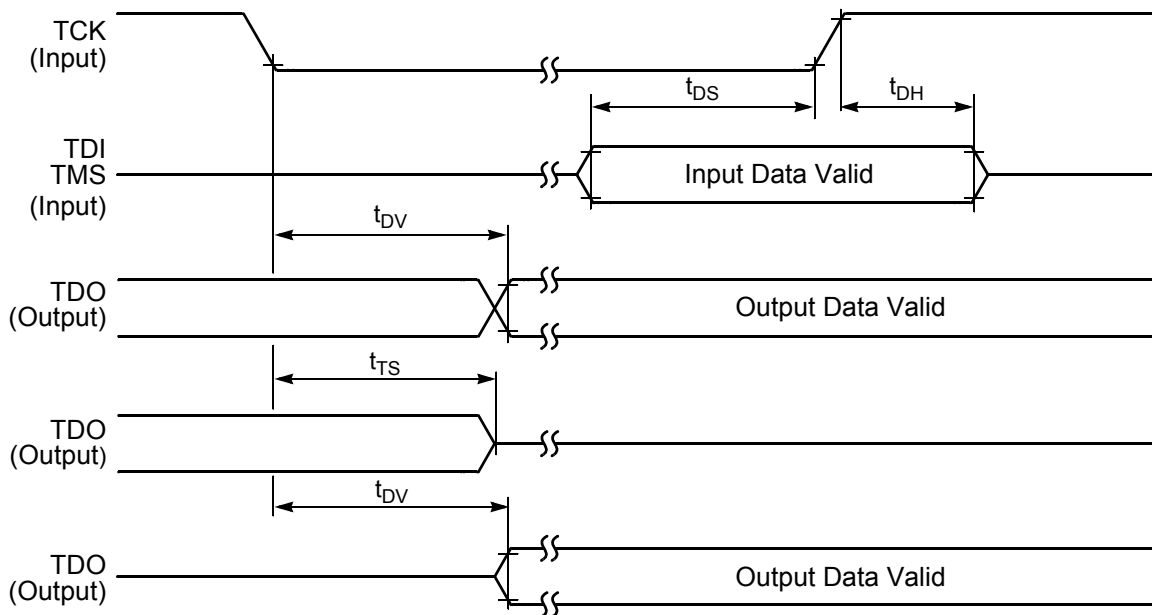 TCK
(Input)
tDS
tDH
TDI
TMS
(Input)
Input Data Valid
tDV
TDO
(Output)
Output Data Valid
tTS
TDO
(Output)
tDV
TDO
(Output)
Output Data Valid